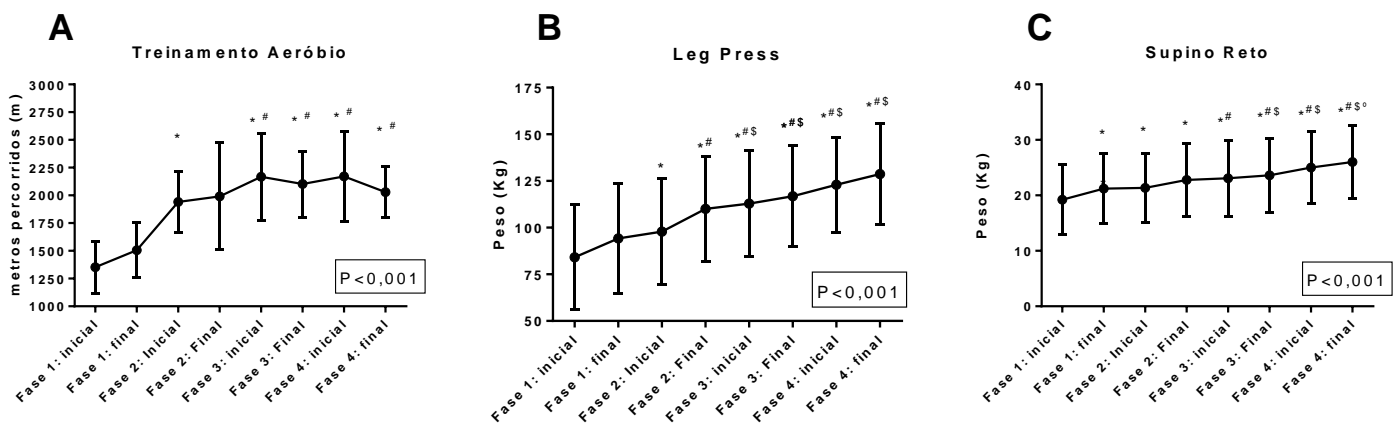 A
Treinamento Aeróbio
metros percorridos (m)
3000
2750
2500
2250
2000
1750
1500
1250
1000
*
* #
* #
* #
* #
P<0,001
Fase 1: inicial
Fase 1: final
Fase 2: Inicial
Fase 2: Final
Fase 3: inicial
Fase 3: Final
Fase 4: inicial
Fase 4: final
B
Leg Press
Peso (Kg)
175
150
125
100
75
50
*
*#
*#$
*#$
*#$
*#$
P<0,001
Fase 1: inicial
Fase 1: final
Fase 2: Inicial
Fase 2: Final
Fase 3: inicial
Fase 3: Final
Fase 4: inicial
Fase 4: final
C
Supino Reto
Peso (Kg)
40
30
20
10
0
*
*
*
*#
*#$
*#$
*#$°
P<0,001
Fase 1: inicial
Fase 1: final
Fase 2: Inicial
Fase 2: Final
Fase 3: inicial
Fase 3: Final
Fase 4: inicial
Fase 4: final